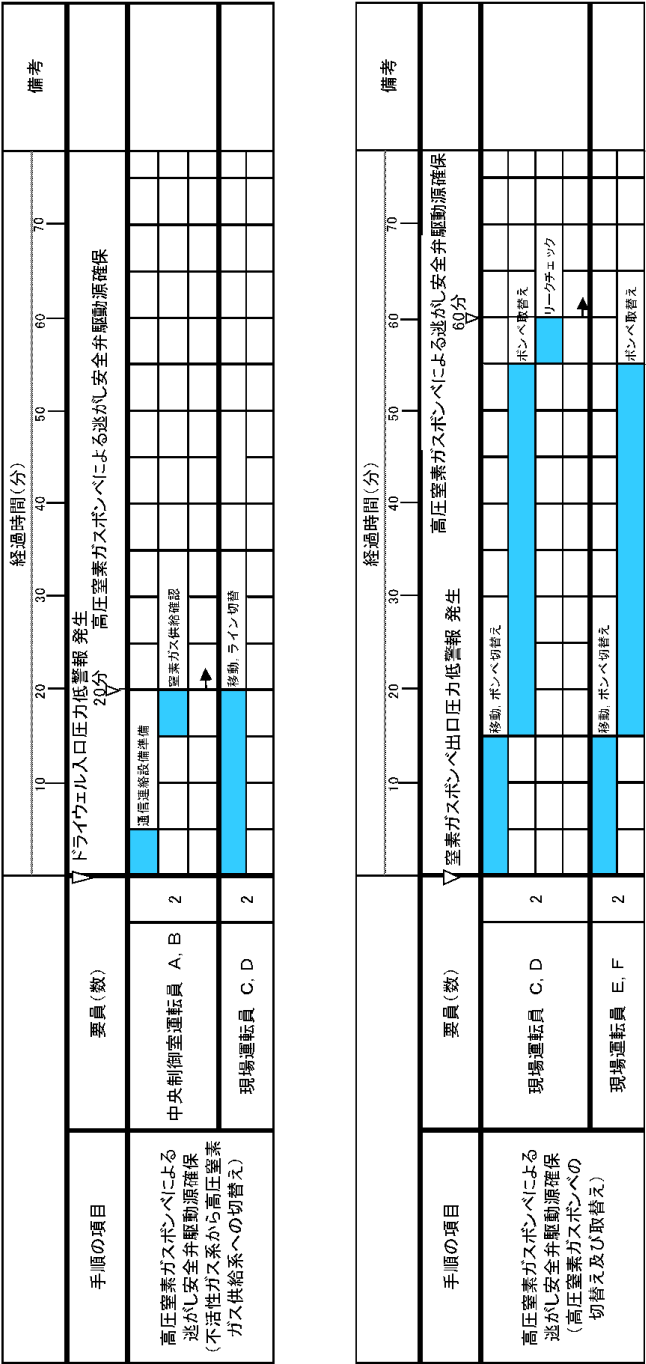 経過時間(分)
備考
10
20
30
40
50
60
70
手順の項目
要員(数)
ドライウェル入口圧力低警報 発生
20分
高圧窒素ガスボンベによる逃がし安全弁駆動源確保
高圧窒素ガスボンベによる
逃がし安全弁駆動源確保
(不活性ガス系から高圧窒素
ガス供給系への切替え)
中央制御室運転員 A, B
2
通信連絡設備準備
窒素ガス供給確認
現場運転員 C, D
2
移動, ライン切替
経過時間(分)
備考
10
20
30
40
50
60
70
手順の項目
要員(数)
窒素ガスボンベ出口圧力低警報 発生
高圧窒素ガスボンベによる逃がし安全弁駆動源確保
60分
高圧窒素ガスボンベによる
逃がし安全弁駆動源確保
(高圧窒素ガスボンベの
切替え及び取替え)
現場運転員 C, D
2
移動, ボンベ切替え
ボンベ取替え
リークチェック
現場運転員 E, F
2
移動, ボンベ切替え
ボンベ取替え